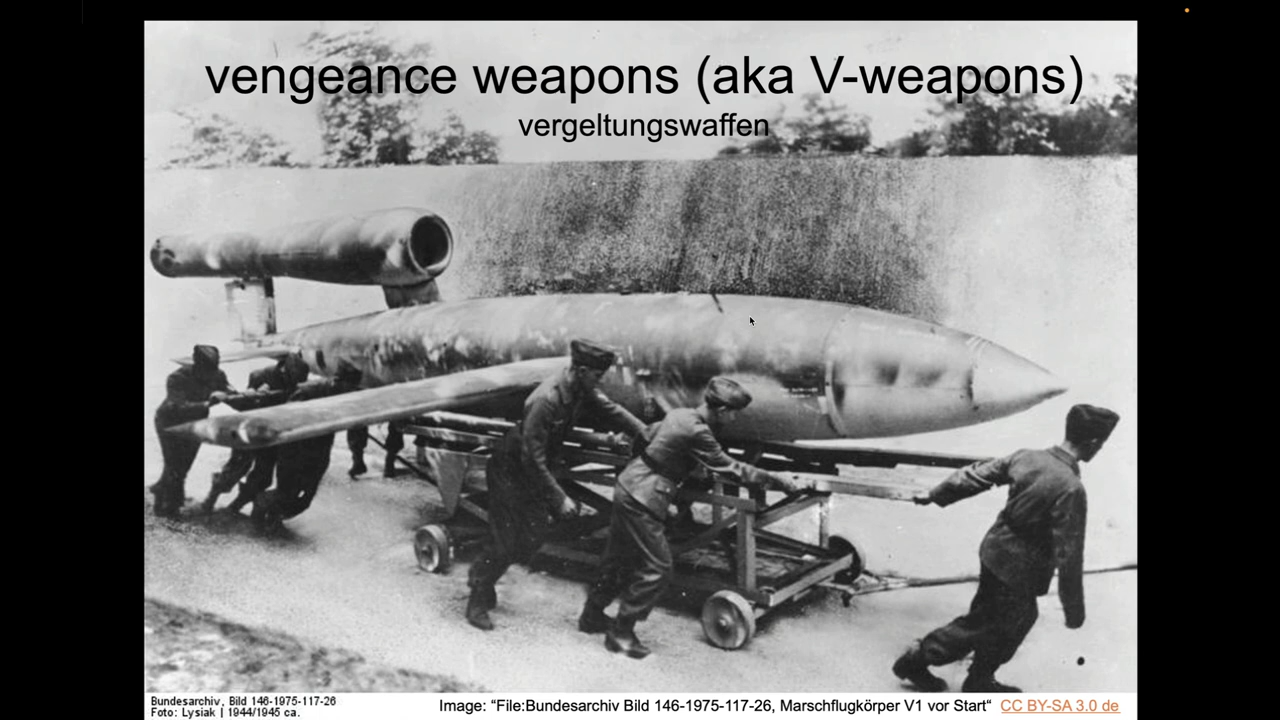 vengeance weapons (aka V-weapons)
vergeltungswaffen
Bundesarchiv, Bild 146-1975-117-26
Foto: Lysiak | 1944/1945 ca.
Image: “File:Bundesarchiv Bild 146-1975-117-26, Marschflugkörper V1 vor Start“ CC BY-SA 3.0 de